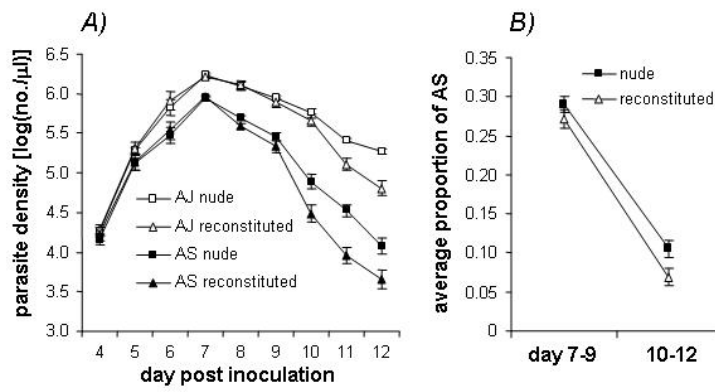 A)
parasite density [log(no./µl)]
6.5
6.0
5.5
5.0
4.5
4.0
3.5
3.0
AJ nude
AJ reconstituted
AS nude
AS reconstituted
4 5 6 7 8 9 10 11 12
day post inoculation
B)
average proportion of AS
0.35
0.30
0.25
0.20
0.15
0.10
0.05
0
nude
reconstituted
day 7-9 10-12